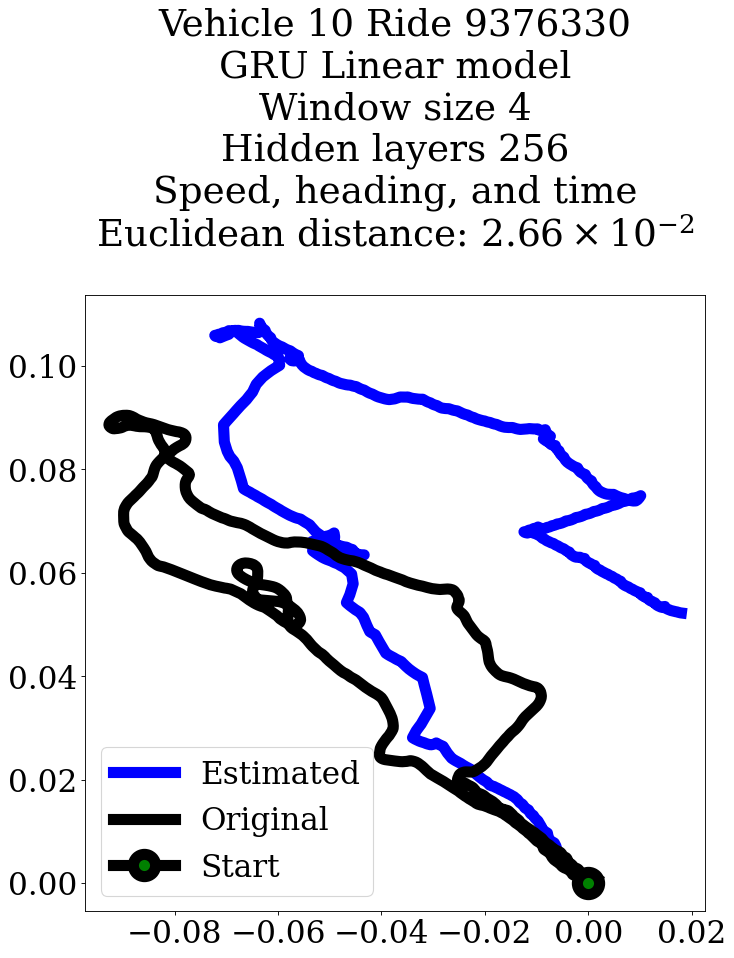 Vehicle 10 Ride 9376330
GRU Linear model
Window size 4
Hidden layers 256
Speed, heading, and time
Euclidean distance: 2.66 × 10⁻²
0.10
0.08
0.06
0.04
0.02
0.00
Estimated
Original
Start
−0.08 −0.06 −0.04 −0.02 0.00 0.02